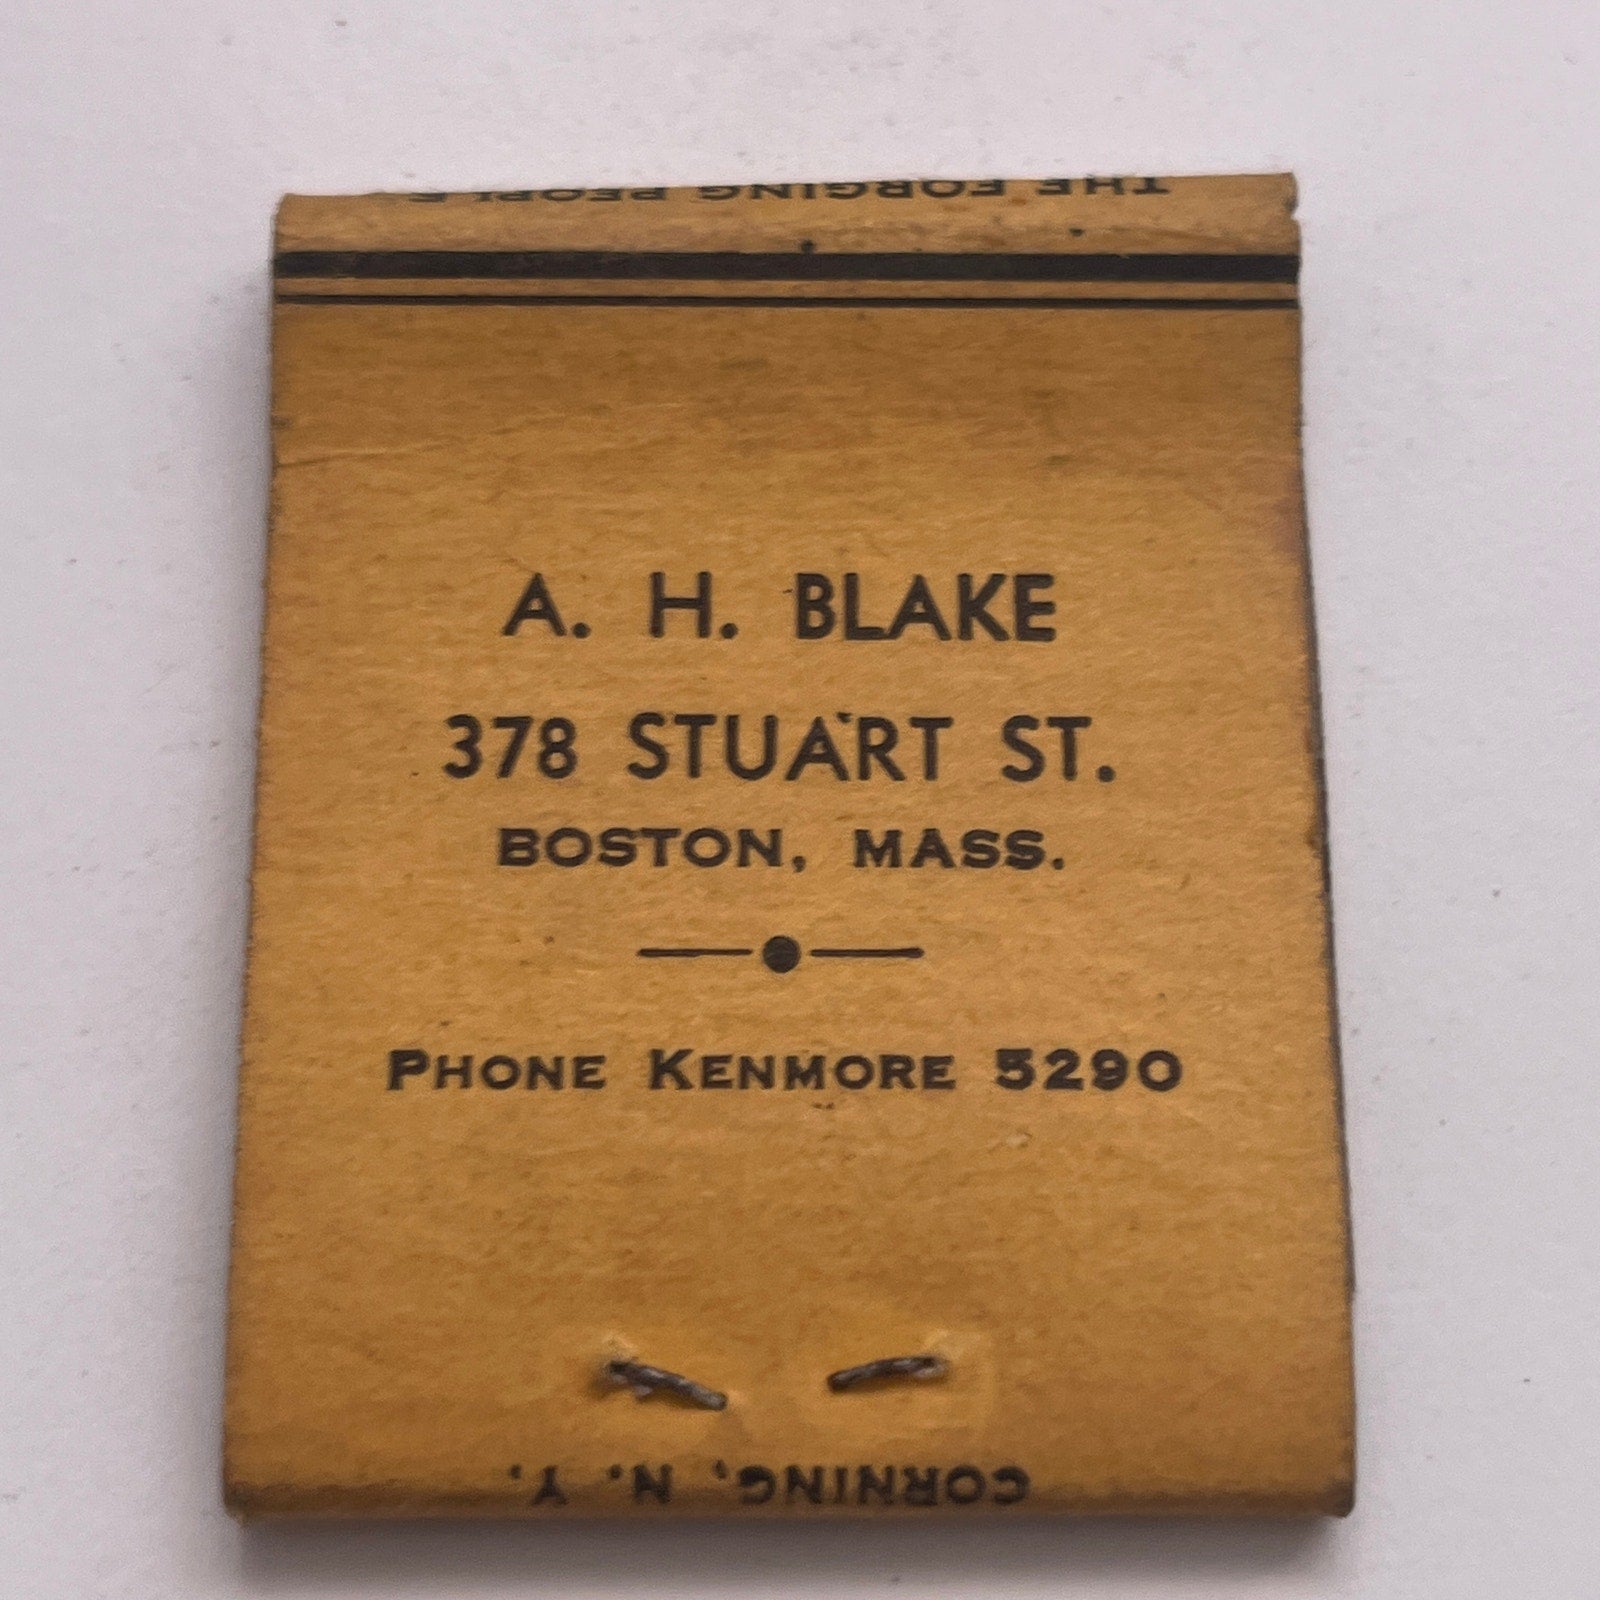 THE FORGING PEOPLE
A. H. BLAKE
378 STUART ST.
BOSTON, MASS.
PHONE KENMORE 5290
CORNING, N. Y.